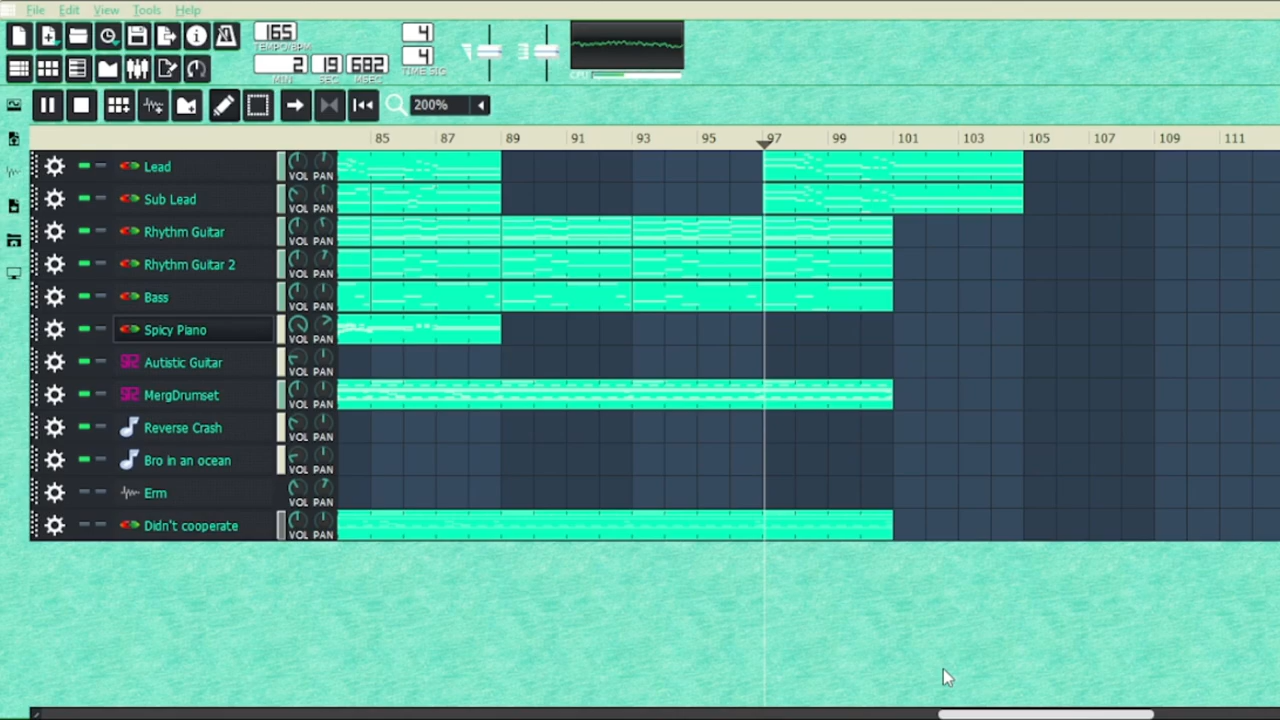 File Edit View Tools Help
165
TEMPO/BPM
4
4
TIME SIG
2 19 682
MIN SEC MSEC
CPU
200%
85 87 89 91 93 95 97 99 101 103 105 107 109 111
Lead VOL PAN
Sub Lead VOL PAN
Rhythm Guitar VOL PAN
Rhythm Guitar 2 VOL PAN
Bass VOL PAN
Spicy Piano VOL PAN
Autistic Guitar VOL PAN
MergDrumset VOL PAN
Reverse Crash VOL PAN
Bro in an ocean VOL PAN
Erm VOL PAN
Didn't cooperate VOL PAN